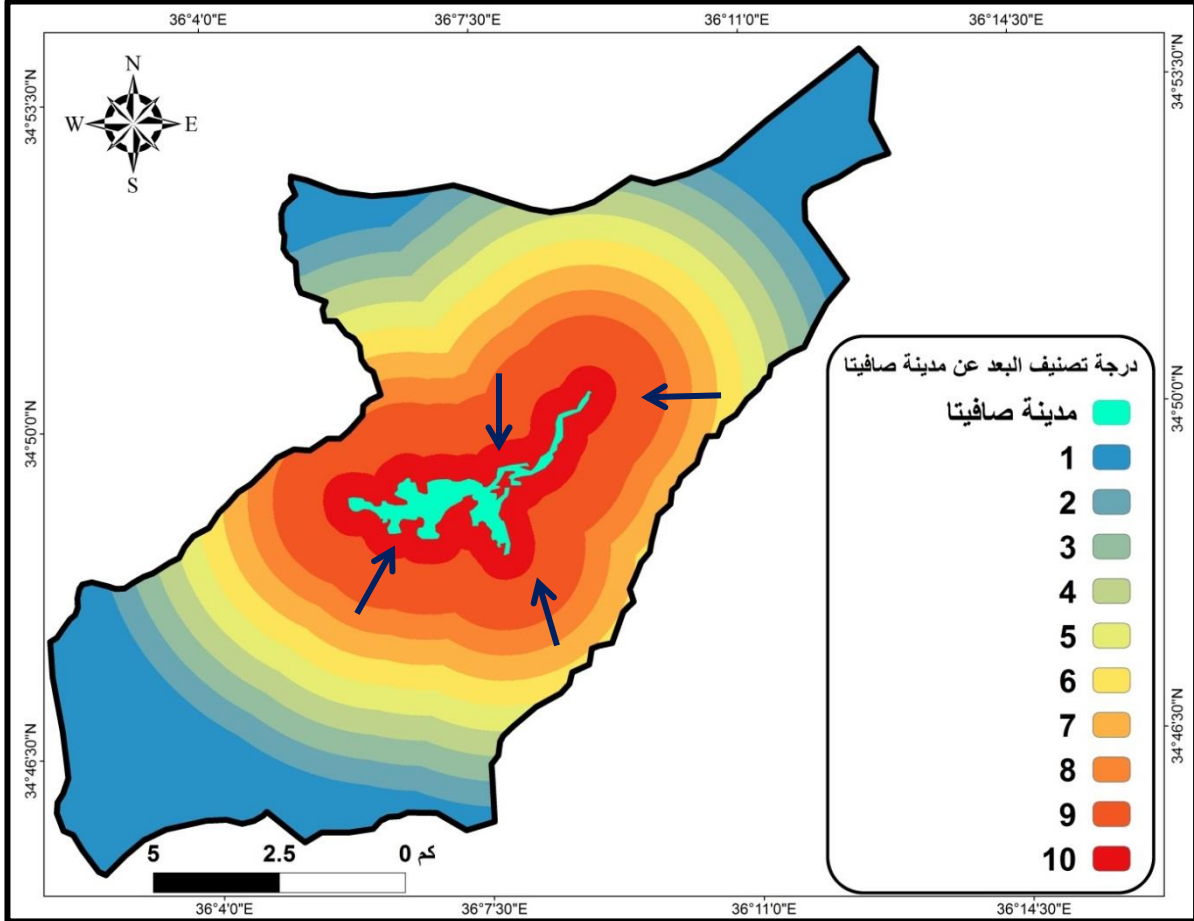 36°4'0"E
36°7'30"E
36°11'0"E
36°14'30"E
34°53'30"N
34°53'30"N
N
W
E
S
درجة تصنيف البعد عن مدينة صافيتا
مدينة صافيتا
1
2
3
4
5
6
7
8
9
10
34°50'0"N
34°50'0"N
34°46'30"N
34°46'30"N
5 2.5 0 كم
36°4'0"E
36°7'30"E
36°11'0"E
36°14'30"E